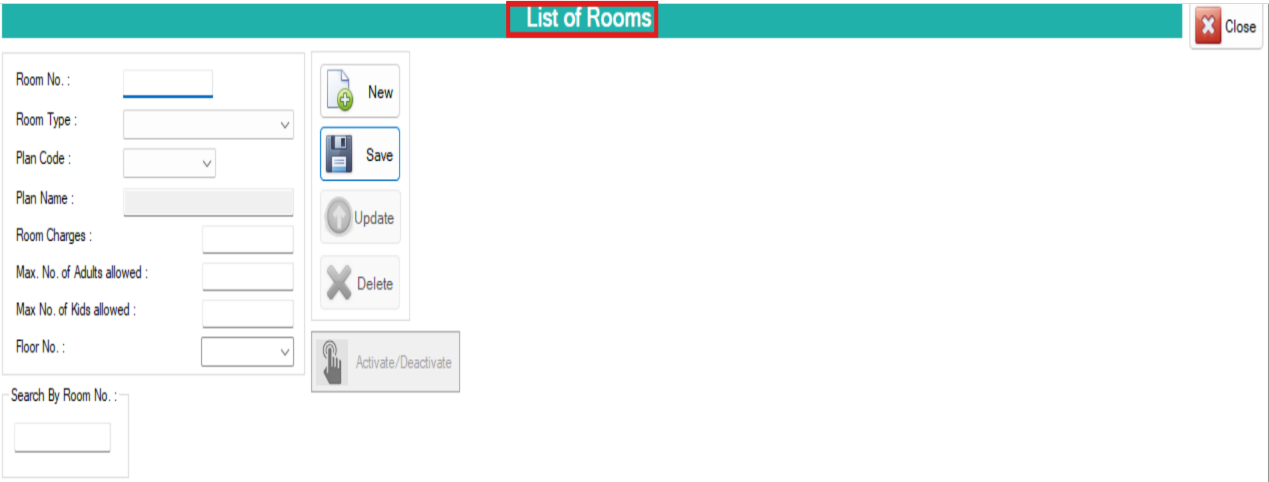 List of Rooms
Close
Room No. :
Room Type :
Plan Code :
Plan Name :
Room Charges :
Max. No. of Adults allowed :
Max No. of Kids allowed :
Floor No. :
New
Save
Update
Delete
Activate/Deactivate
Search By Room No. :